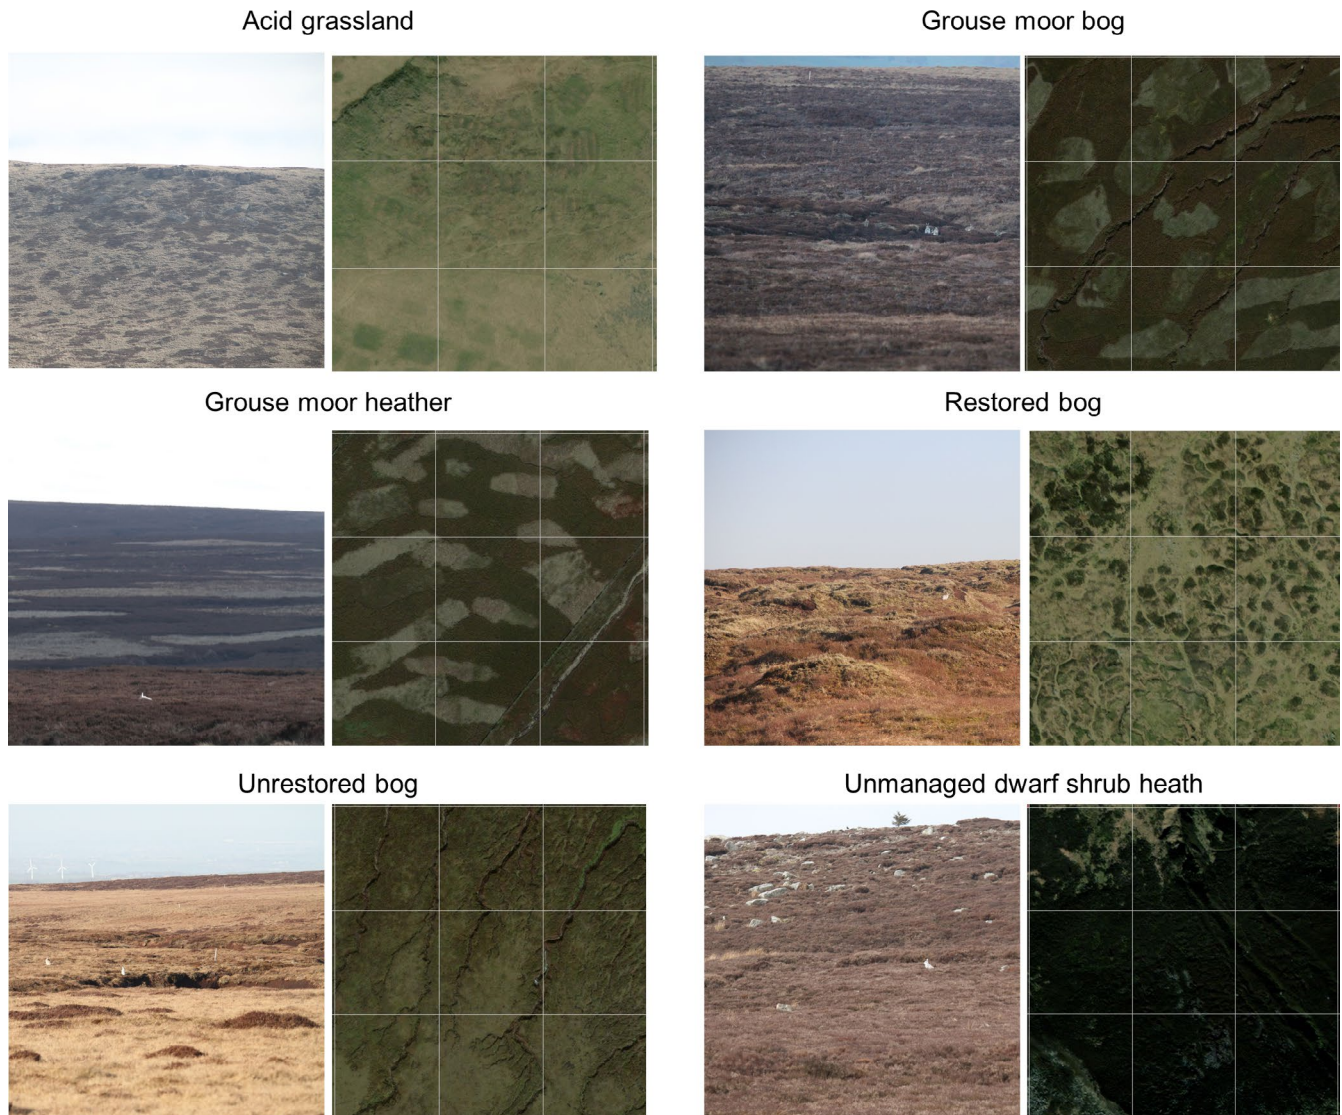 Acid grassland
Grouse moor bog
Grouse moor heather
Restored bog
Unrestored bog
Unmanaged dwarf shrub heath